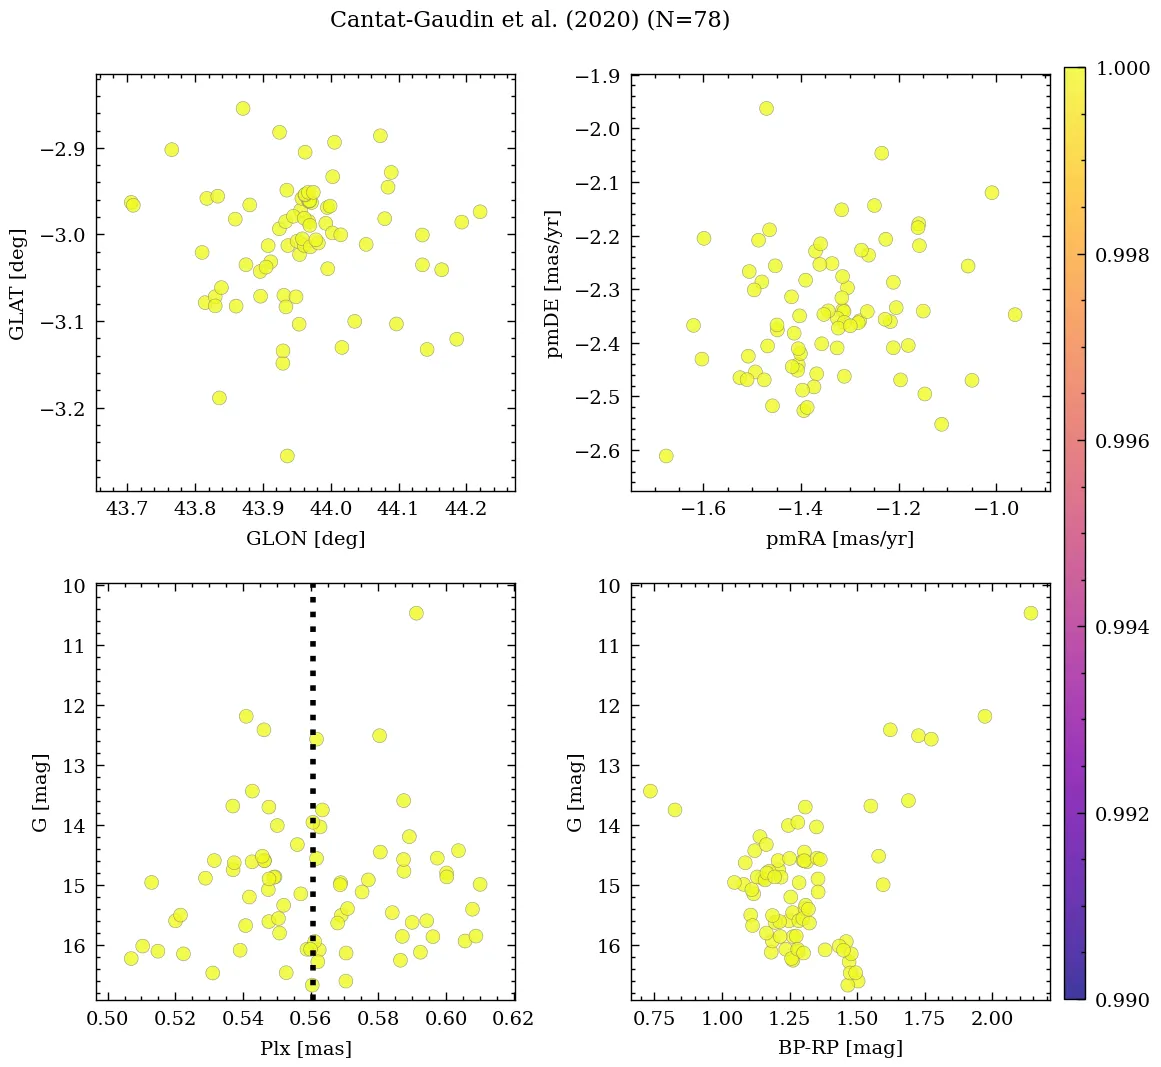 Cantat-Gaudin et al. (2020) (N=78)
−2.9
−3.0
−3.1
−3.2
GLAT [deg]
43.7 43.8 43.9 44.0 44.1 44.2
GLON [deg]
−1.9
−2.0
−2.1
−2.2
−2.3
−2.4
−2.5
−2.6
pmDE [mas/yr]
−1.6 −1.4 −1.2 −1.0
pmRA [mas/yr]
1.000
0.998
0.996
0.994
0.992
0.990
10
11
12
13
14
15
16
G [mag]
0.50 0.52 0.54 0.56 0.58 0.60 0.62
Plx [mas]
10
11
12
13
14
15
16
G [mag]
0.75 1.00 1.25 1.50 1.75 2.00
BP-RP [mag]